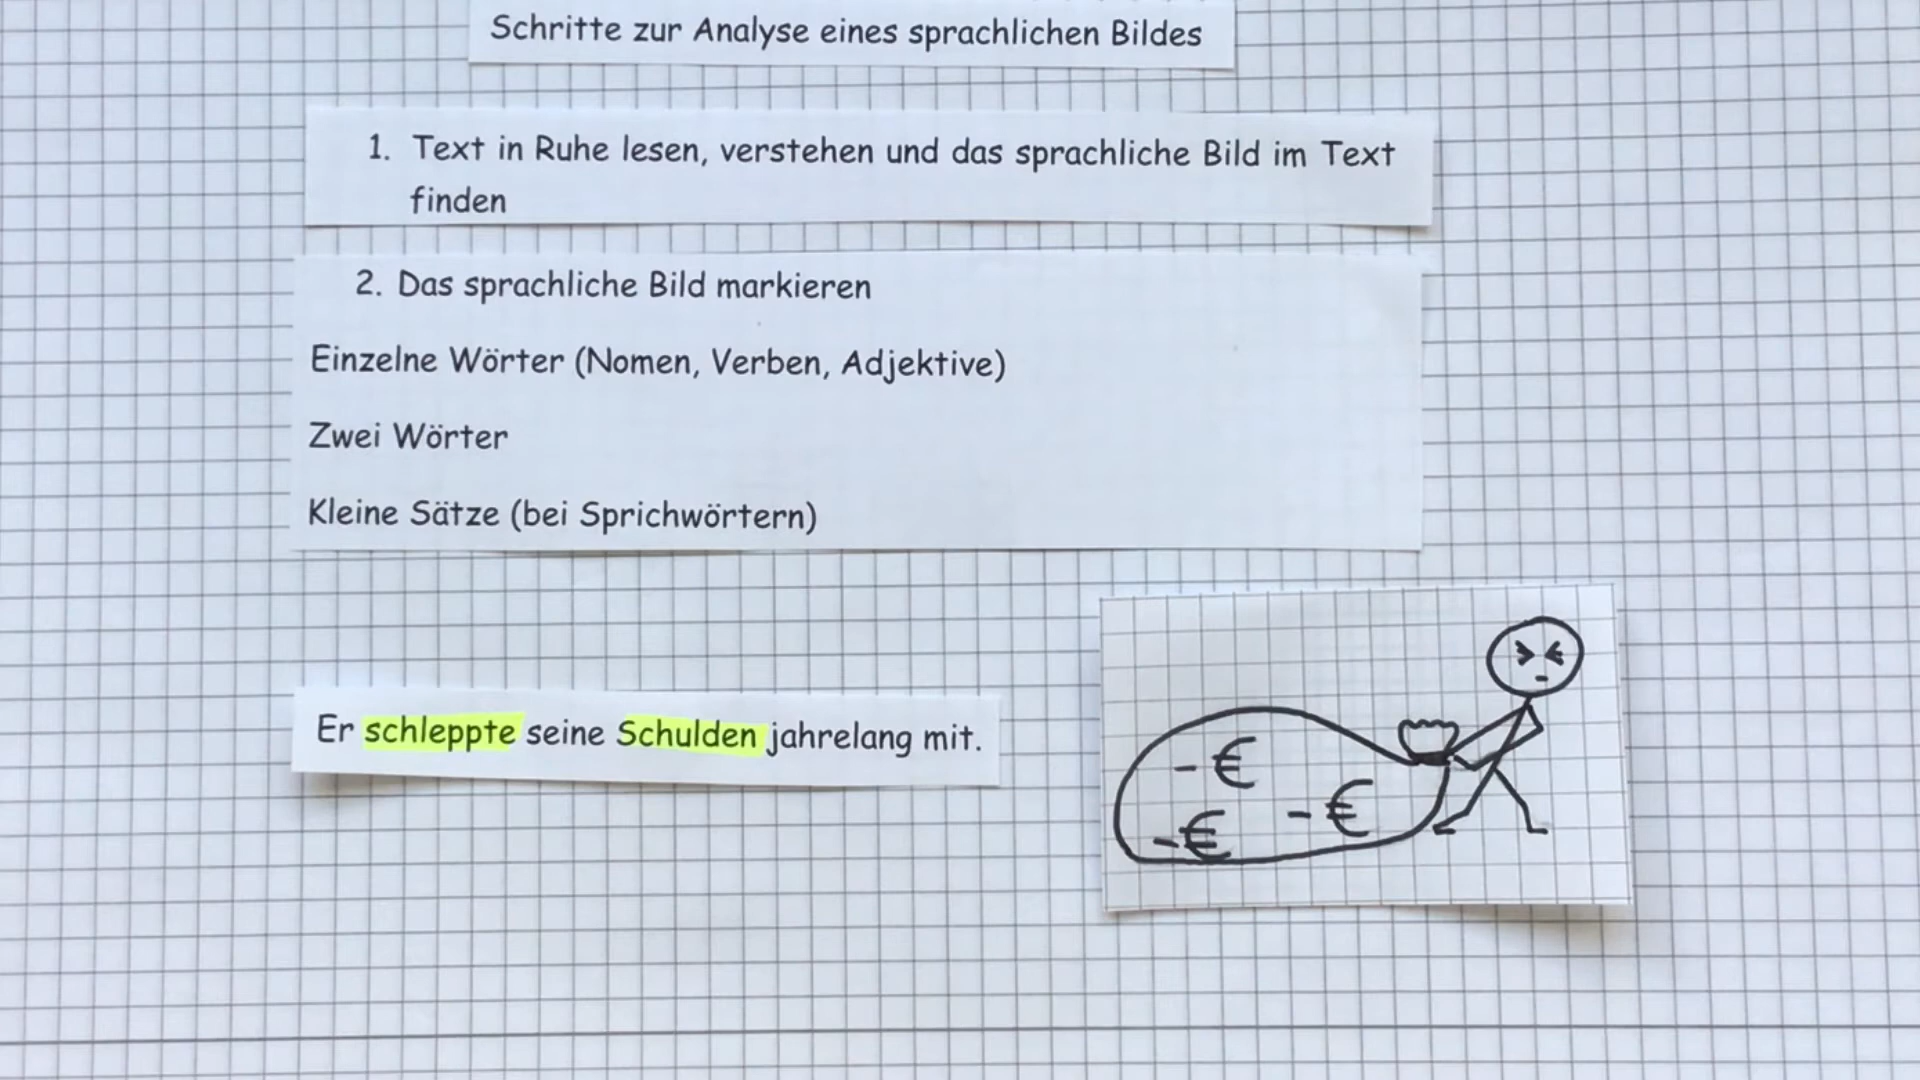 Schritte zur Analyse eines sprachlichen Bildes
1. Text in Ruhe lesen, verstehen und das sprachliche Bild im Text
finden
2. Das sprachliche Bild markieren
Einzelne Wörter (Nomen, Verben, Adjektive)
Zwei Wörter
Kleine Sätze (bei Sprichwörtern)
Er schleppte seine Schulden jahrelang mit.
- €
- €
- €